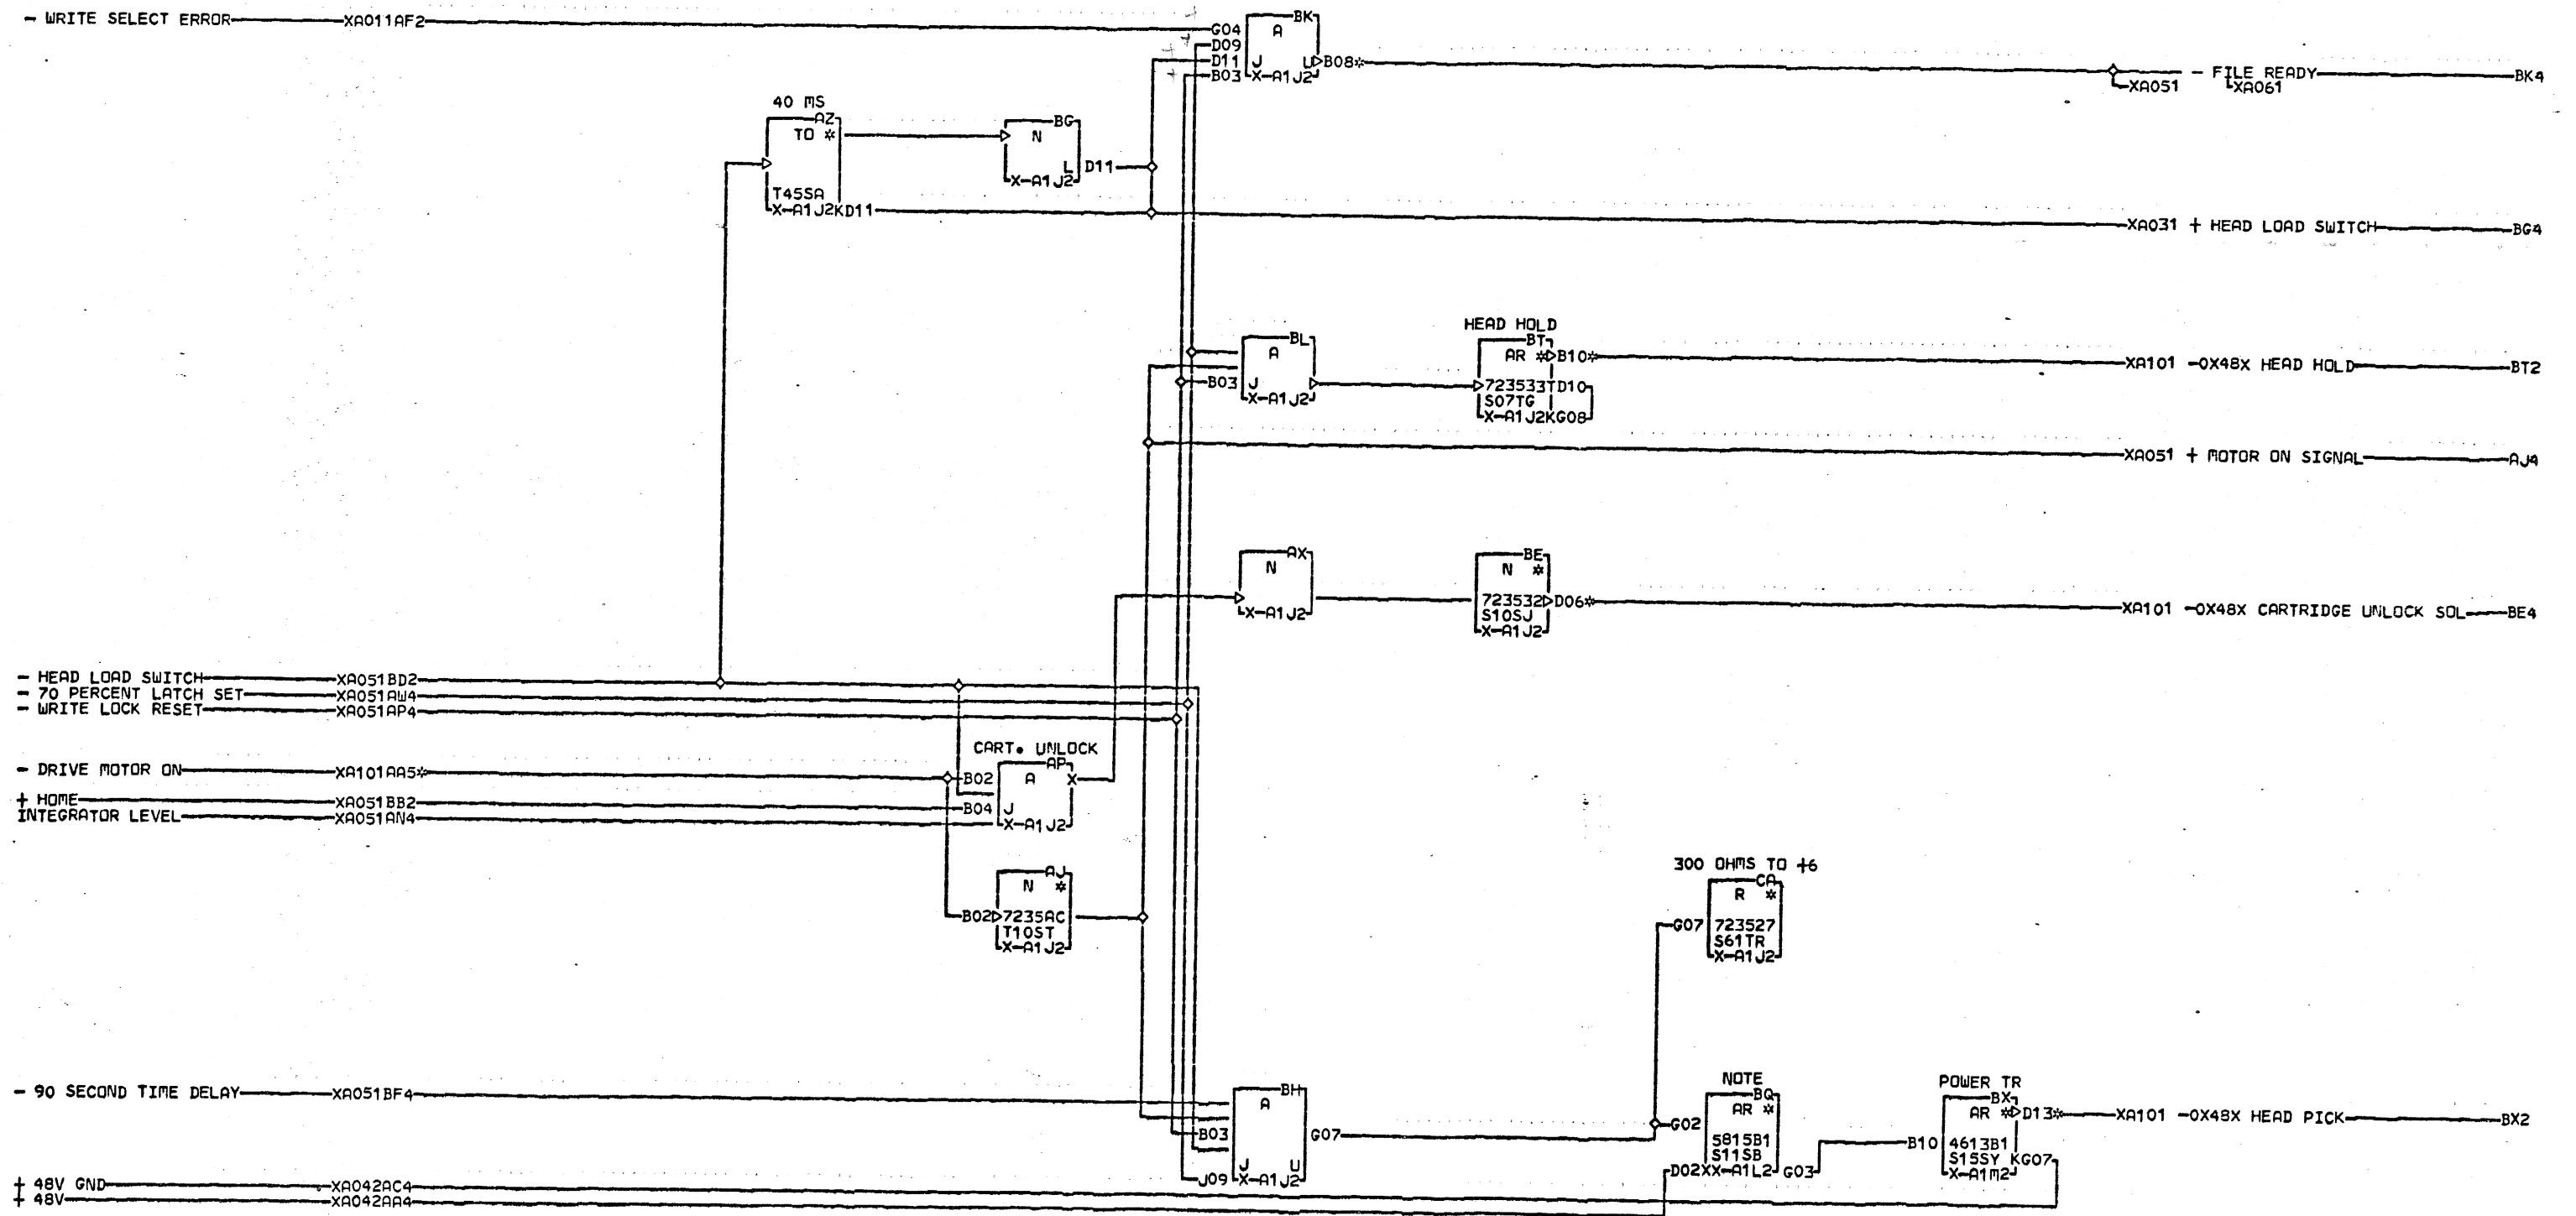 - WRITE SELECT ERROR XA011AF2
G04
D09
D11
B03
BK
A
J U
X-A1J2
B08*
- FILE READY BK4
XA051
XA061
40 MS
AZ
TO *
T45SA
X-A1J2KD11
BG
N
L
X-A1J2
D11
XA031 + HEAD LOAD SWITCH BG4
BL
A
B03
J
X-A1J2
HEAD HOLD
BT
AR *
B10*
723533TD10
S07TG
X-A1J2KG08
XA101 -0X48X HEAD HOLD BT2
XA051 + MOTOR ON SIGNAL AJ4
AX
N
X-A1J2
BE
N *
723532
D06*
S10SJ
X-A1J2
XA101 -0X48X CARTRIDGE UNLOCK SOL BE4
- HEAD LOAD SWITCH XA051BD2
- 70 PERCENT LATCH SET XA051AW4
- WRITE LOCK RESET XA051AP4
CART. UNLOCK
- DRIVE MOTOR ON XA101AA5*
B02
AP
A
X
+ HOME XA051BB2
B04
J
INTEGRATOR LEVEL XA051AN4
X-A1J2
AJ
N *
B02
7235AC
T10ST
X-A1J2
300 OHMS TO +6
CA
R *
G07
723527
S61TR
X-A1J2
- 90 SECOND TIME DELAY XA051BF4
BH
A
B03
G07
J U
J09
X-A1J2
NOTE
BQ
AR *
G02
5815B1
S11SB
D02XX-A1L2 G03
POWER TR
BX
AR *
D13*
B10
4613B1
S15SY KG07
X-A1M2
XA101 -0X48X HEAD PICK BX2
+ 48V GND XA042AC4
+ 48V XA042AA4